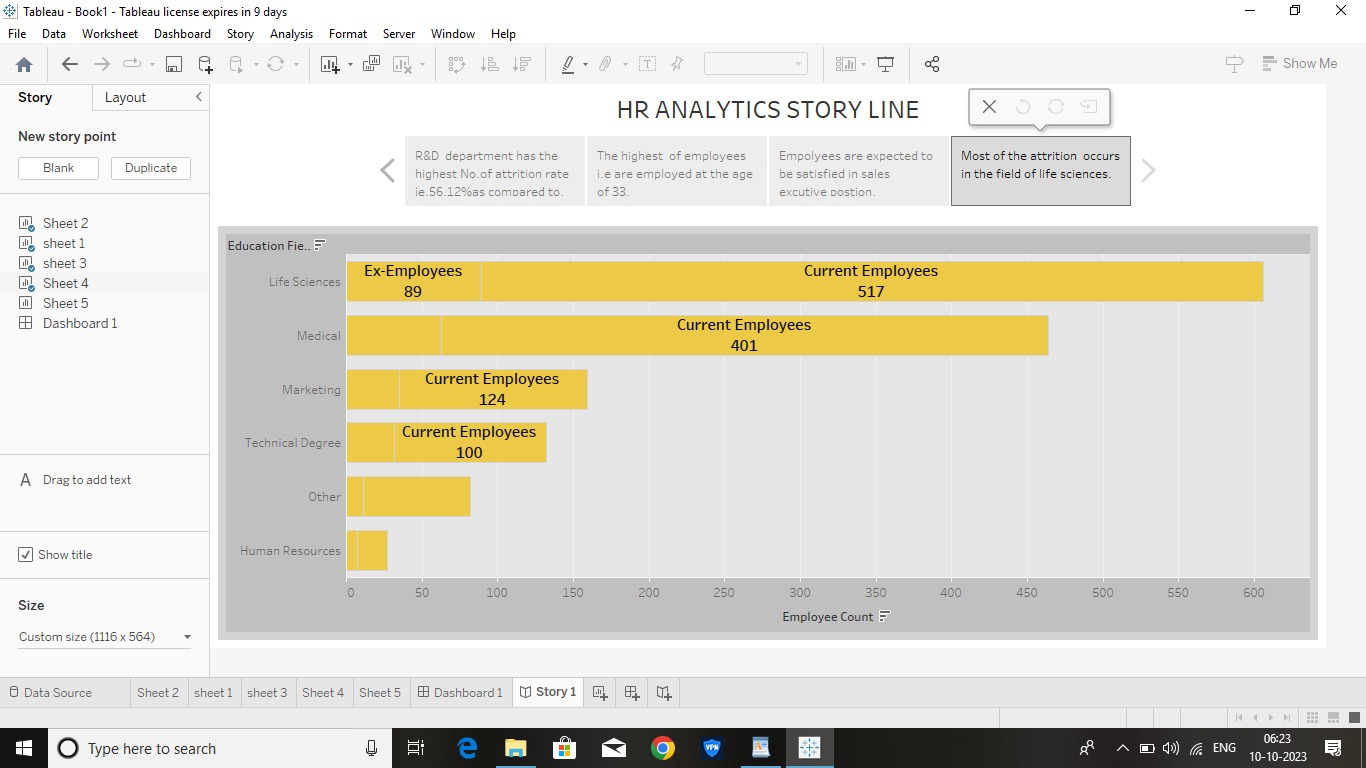 Tableau - Book1 - Tableau license expires in 9 days
File Data Worksheet Dashboard Story Analysis Format Server Window Help
Show Me
Story Layout
New story point
Blank Duplicate
Sheet 2
sheet 1
sheet 3
Sheet 4
Sheet 5
Dashboard 1
A Drag to add text
Show title
Size
Custom size (1116 x 564)
HR ANALYTICS STORY LINE
R&D department has the
highest No.of attrition rate
ie.56.12%as compared to.
The highest of employees
i.e are employed at the age
of 33.
Empolyees are expected to
be satisfied in sales
excutive postion.
Most of the attrition occurs
in the field of life sciences.
Education Fie..
Life Sciences
Ex-Employees
89
Current Employees
517
Medical
Current Employees
401
Marketing
Current Employees
124
Technical Degree
Current Employees
100
Other
Human Resources
0 50 100 150 200 250 300 350 400 450 500 550 600
Employee Count
Data Source Sheet 2 sheet 1 sheet 3 Sheet 4 Sheet 5 Dashboard 1 Story 1
Type here to search
VPN
ENG
06:23
10-10-2023